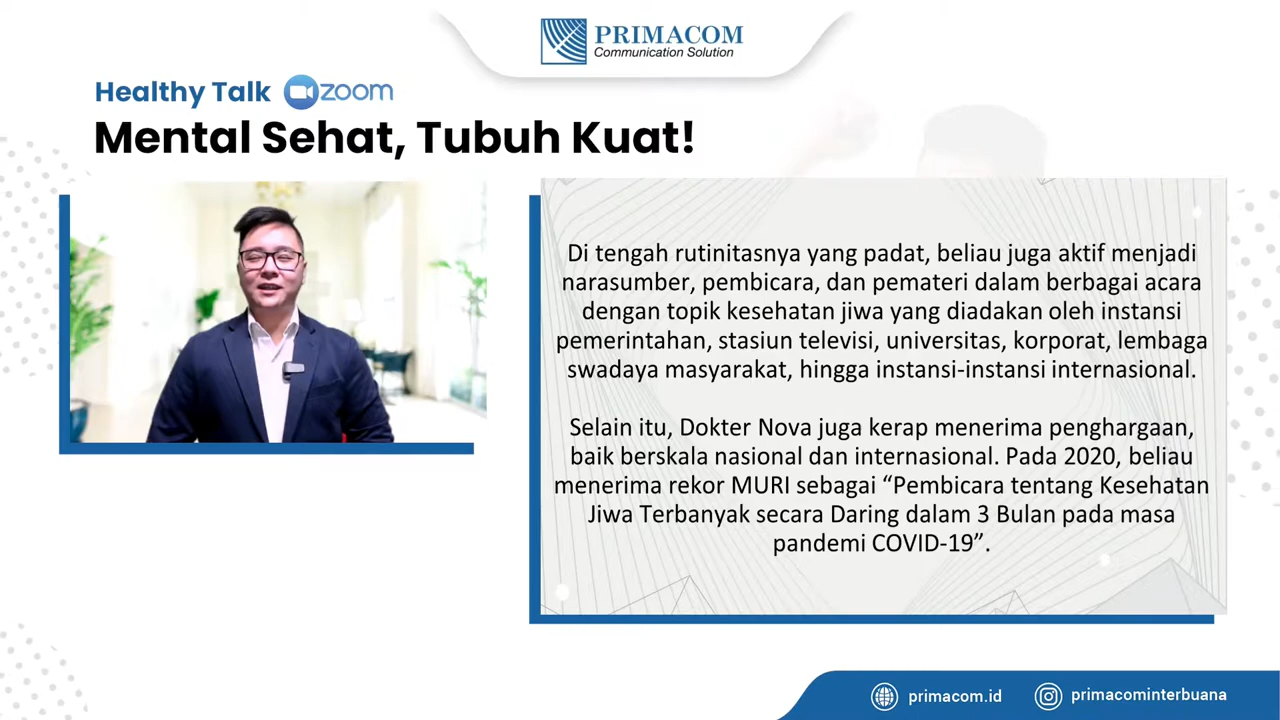 PRIMACOM
Communication Solution
Healthy Talk zoom
Mental Sehat, Tubuh Kuat!
Di tengah rutinitasnya yang padat, beliau juga aktif menjadi
narasumber, pembicara, dan pemateri dalam berbagai acara
dengan topik kesehatan jiwa yang diadakan oleh instansi
pemerintahan, stasiun televisi, universitas, korporat, lembaga
swadaya masyarakat, hingga instansi-instansi internasional.
Selain itu, Dokter Nova juga kerap menerima penghargaan,
baik berskala nasional dan internasional. Pada 2020, beliau
menerima rekor MURI sebagai “Pembicara tentang Kesehatan
Jiwa Terbanyak secara Daring dalam 3 Bulan pada masa
pandemi COVID-19”.
primacom.id
primacominterbuana